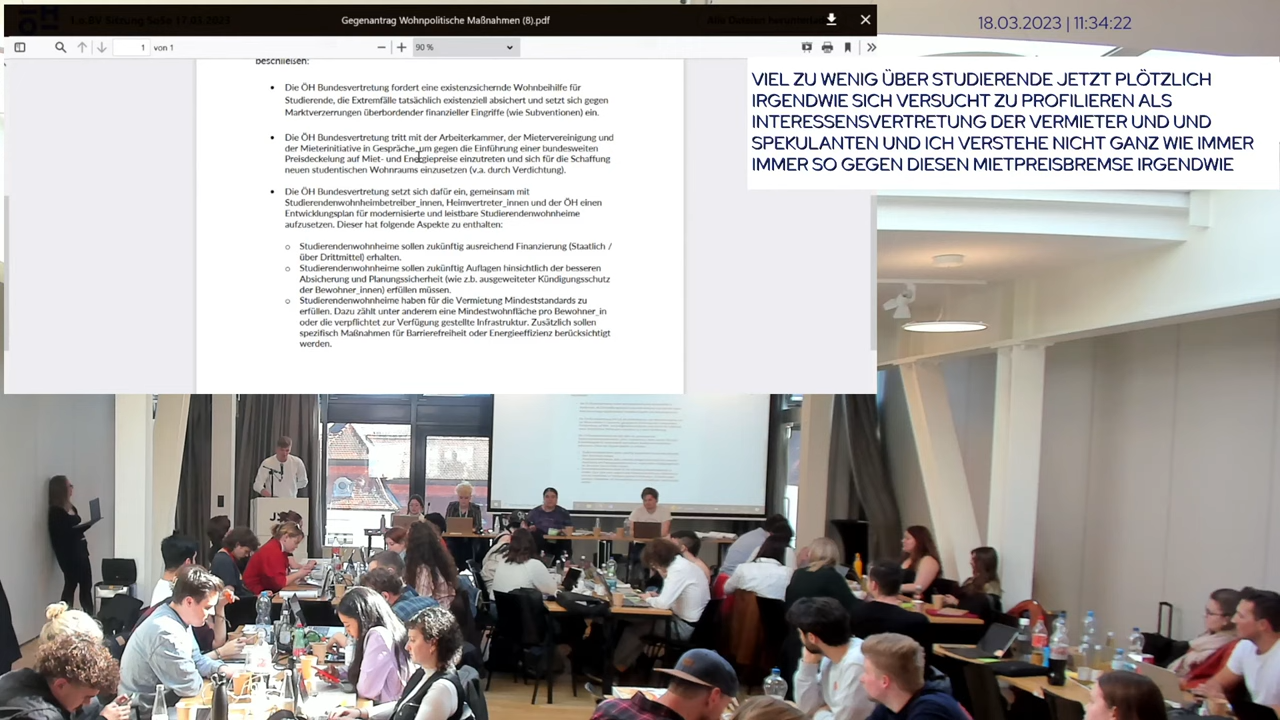 1.o.BV Sitzung SoSe 17.03.2023
Gegenantrag Wohnpolitische Maßnahmen (8).pdf
Alle Dateien herunterladen
18.03.2023 | 11:34:22
1 von 1
90 %
beschließen:
• Die ÖH Bundesvertretung fordert eine existenzsichernde Wohnbeihilfe für
Studierende, die Extremfälle tatsächlich existenziell absichert und setzt sich gegen
Marktverzerrungen überbordender finanzieller Eingriffe (wie Subventionen) ein.
• Die ÖH Bundesvertretung tritt mit der Arbeiterkammer, der Mietervereinigung und
der Mieterinitiative in Gespräche, um gegen die Einführung einer bundesweiten
Preisdeckelung auf Miet- und Energiepreise einzutreten und sich für die Schaffung
neuen studentischen Wohnraums einzusetzen (v.a. durch Verdichtung).
• Die ÖH Bundesvertretung setzt sich dafür ein, gemeinsam mit
Studierendenwohnheimbetreiber_innen, Heimvertreter_innen und der ÖH einen
Entwicklungsplan für modernisierte und leistbare Studierendenwohnheime
aufzusetzen. Dieser hat folgende Aspekte zu enthalten:
o Studierendenwohnheime sollen zukünftig ausreichend Finanzierung (Staatlich /
über Drittmittel) erhalten.
o Studierendenwohnheime sollen zukünftig Auflagen hinsichtlich der besseren
Absicherung und Planungssicherheit (wie z.b. ausgeweiteter Kündigungsschutz
der Bewohner_innen) erfüllen müssen.
o Studierendenwohnheime haben für die Vermietung Mindeststandards zu
erfüllen. Dazu zählt unter anderem eine Mindestwohnfläche pro Bewohner_in
oder die verpflichtet zur Verfügung gestellte Infrastruktur. Zusätzlich sollen
spezifisch Maßnahmen für Barrierefreiheit oder Energieeffizienz berücksichtigt
werden.
VIEL ZU WENIG ÜBER STUDIERENDE JETZT PLÖTZLICH
IRGENDWIE SICH VERSUCHT ZU PROFILIEREN ALS
INTERESSENSVERTRETUNG DER VERMIETER UND UND
SPEKULANTEN UND ICH VERSTEHE NICHT GANZ WIE IMMER
IMMER SO GEGEN DIESEN MIETPREISBREMSE IRGENDWIE